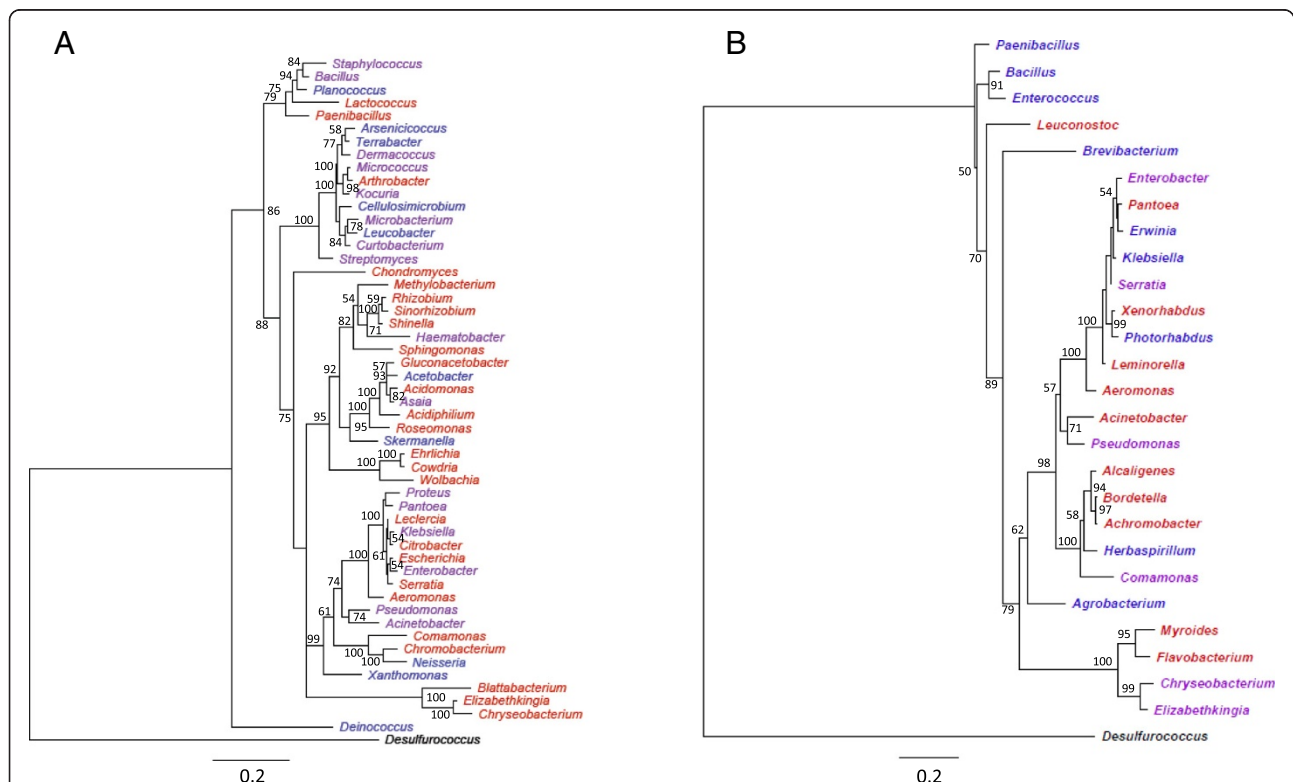 A
84
Staphylococcus
94
Bacillus
75
Planococcus
79
Lactococcus
Paenibacillus
58
Arsenicicoccus
77
Terrabacter
Dermacoccus
100
Micrococcus
Arthrobacter
100
98
Kocuria
Cellulosimicrobium
86
100
Microbacterium
78
Leucobacter
84
Curtobacterium
Streptomyces
Chondromyces
Methylobacterium
54
59
Rhizobium
100
Sinorhizobium
88
82
Shinella
71
Haematobacter
Sphingomonas
57
Gluconacetobacter
92
93
Acetobacter
100
Acidomonas
82
Asaia
75
95
100
Acidiphilium
95
Roseomonas
Skermanella
100
Ehrlichia
100
Cowdria
Wolbachia
Proteus
Pantoea
100
Leclercia
Klebsiella
54
Citrobacter
100
61
Escherichia
54
Enterobacter
74
Serratia
Aeromonas
61
Pseudomonas
74
Acinetobacter
99
Comamonas
100
Chromobacterium
100
Neisseria
Xanthomonas
Blattabacterium
100
Elizabethkingia
100
Chryseobacterium
Deinococcus
Desulfurococcus
0.2
B
Paenibacillus
Bacillus
91
Enterococcus
Leuconostoc
Brevibacterium
50
Enterobacter
54
Pantoea
Erwinia
70
Klebsiella
Serratia
Xenorhabdus
100
99
Photorhabdus
100
Leminorella
89
57
Aeromonas
Acinetobacter
71
Pseudomonas
98
Alcaligenes
94
Bordetella
97
58
Achromobacter
62
100
Herbaspirillum
Comamonas
79
Agrobacterium
Myroides
95
100
Flavobacterium
Chryseobacterium
99
Elizabethkingia
Desulfurococcus
0.2